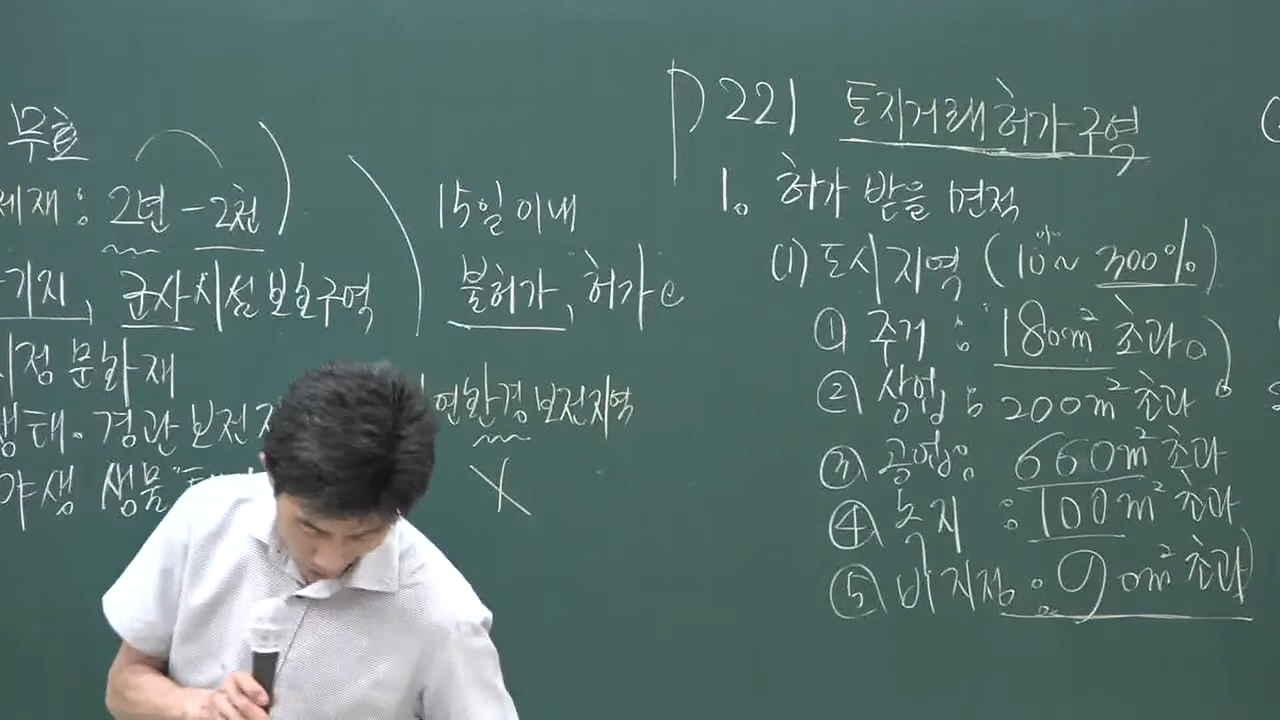 무효
제재 : 2년 - 2천
기지, 군사시설보호구역
지정 문화재
생태. 경관보전지
야생 생물
15일 이내
불허가, 허가
연환경보전지역
X
P 221 토지거래허가구역
1. 허가 받을 면적
(1) 도시지역 (10~300%)
① 주거 : 180m² 초과
② 상업 : 200m² 초과
③ 공업 : 660m² 초과
④ 녹지 : 100m² 초과
⑤ 미지정 : 90m² 초과